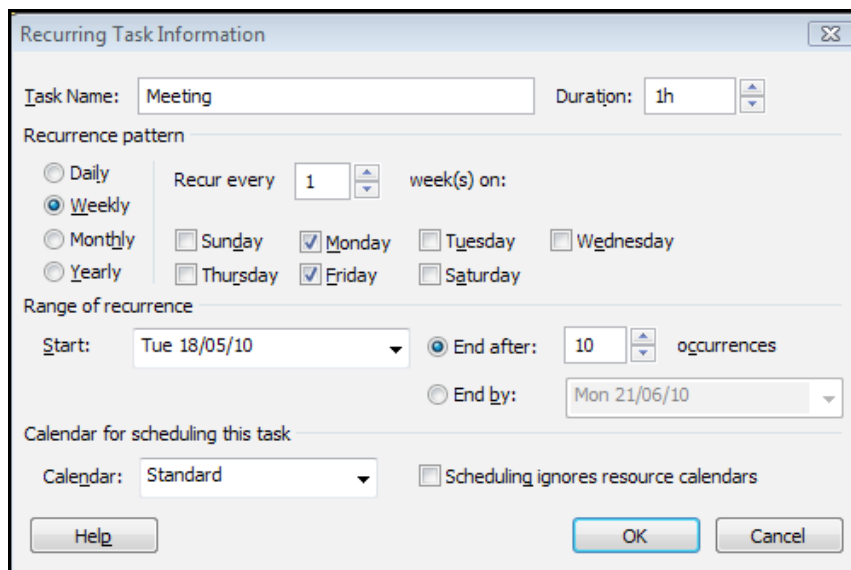 Recurring Task Information
Task Name: Meeting Duration: 1h
Recurrence pattern
Daily Recur every 1 week(s) on:
Weekly
Monthly Sunday Monday Tuesday Wednesday
Yearly Thursday Friday Saturday
Range of recurrence
Start: Tue 18/05/10 End after: 10 occurrences
End by: Mon 21/06/10
Calendar for scheduling this task
Calendar: Standard Scheduling ignores resource calendars
Help OK Cancel